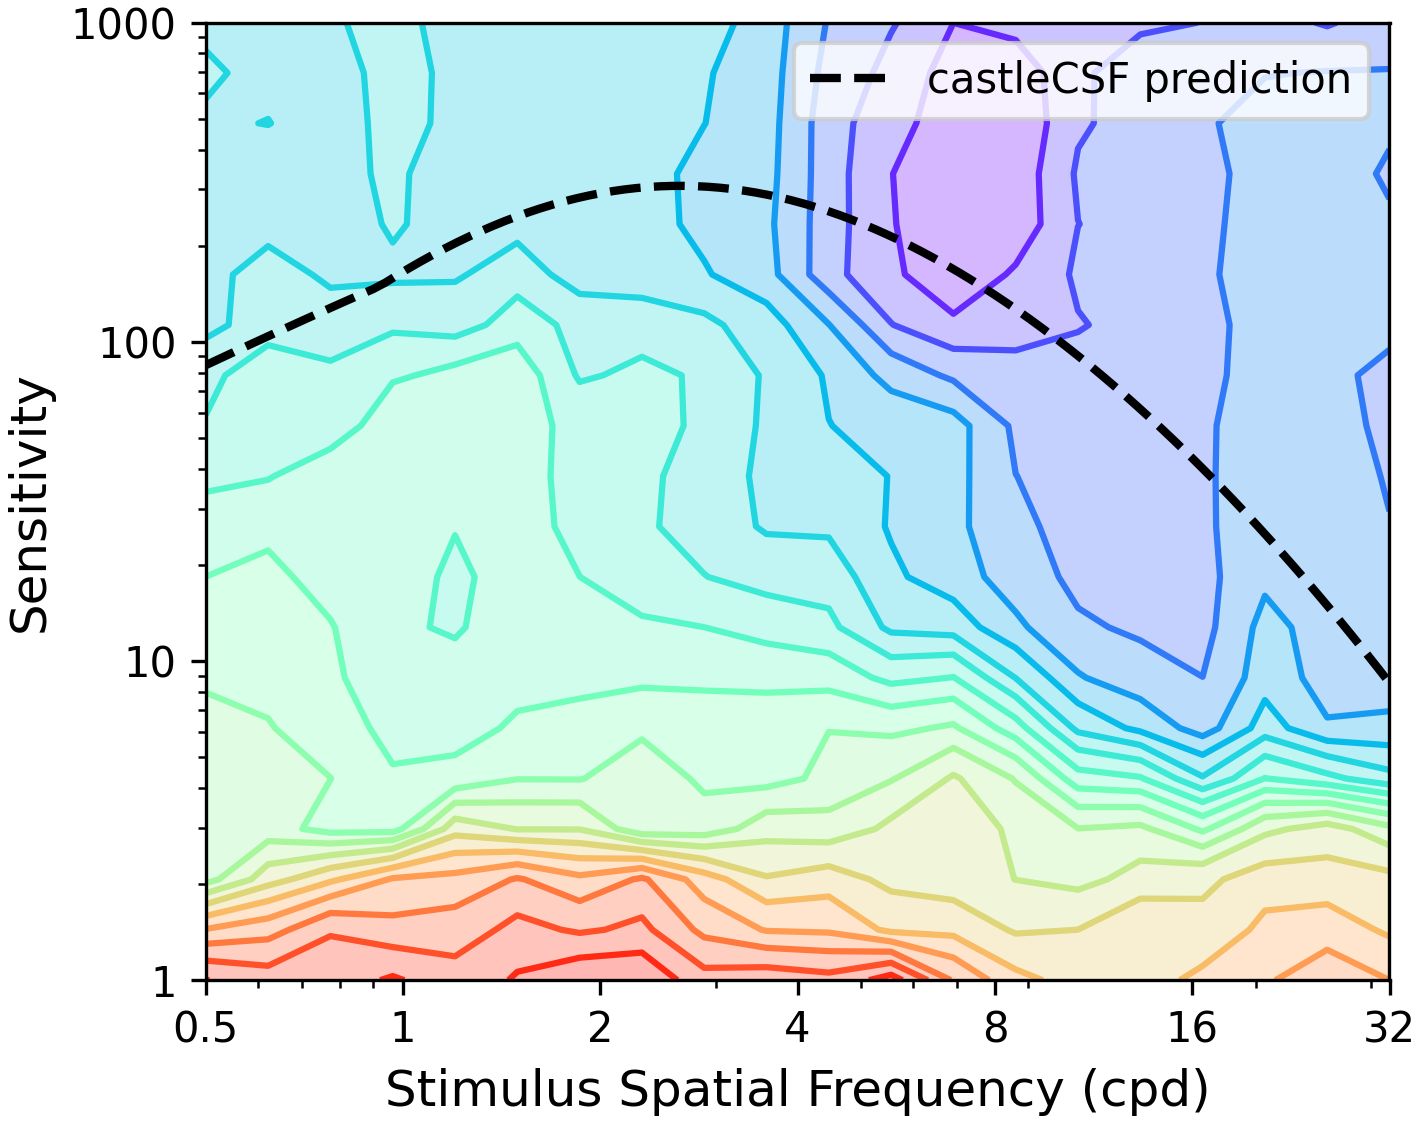 1000
100
10
1
Sensitivity
castleCSF prediction
0.5 1 2 4 8 16 32
Stimulus Spatial Frequency (cpd)